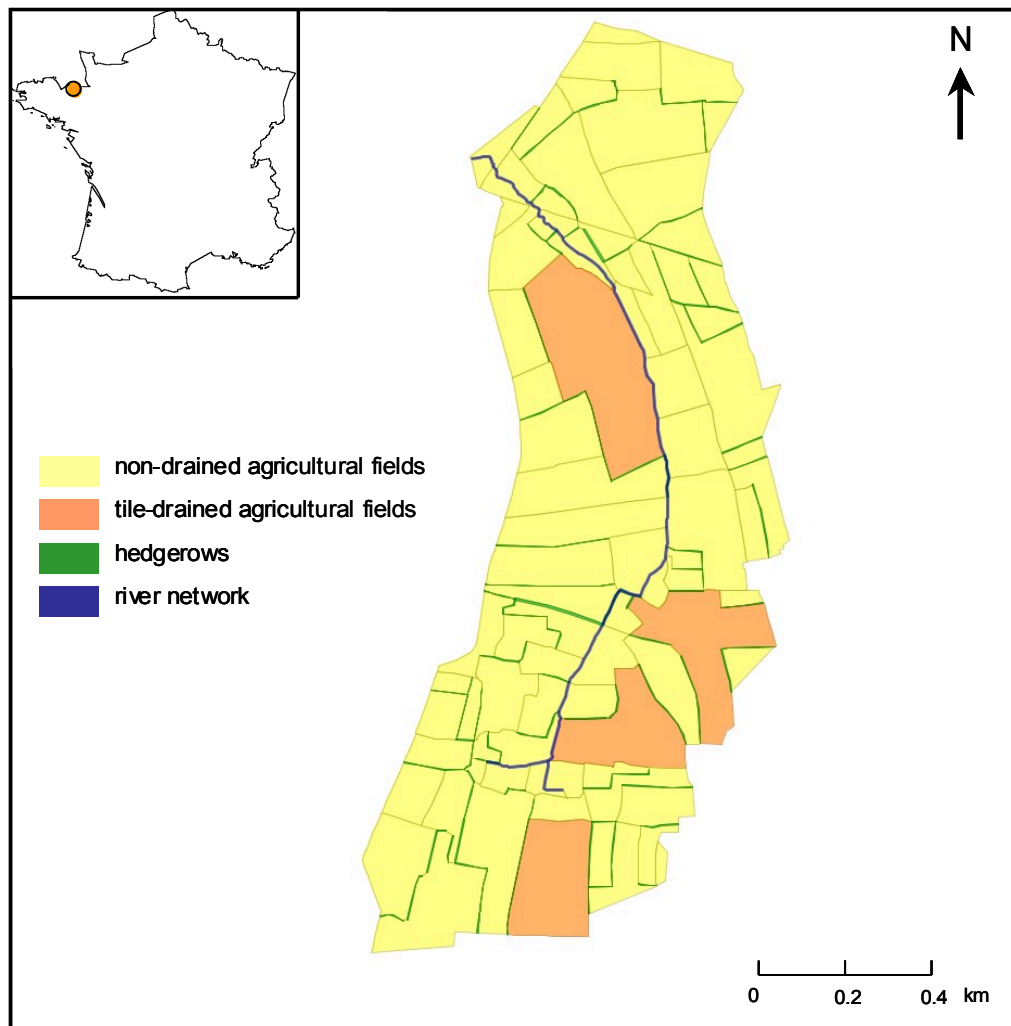 N
non-drained agricultural fields
tile-drained agricultural fields
hedgerows
river network
0 0.2 0.4 km